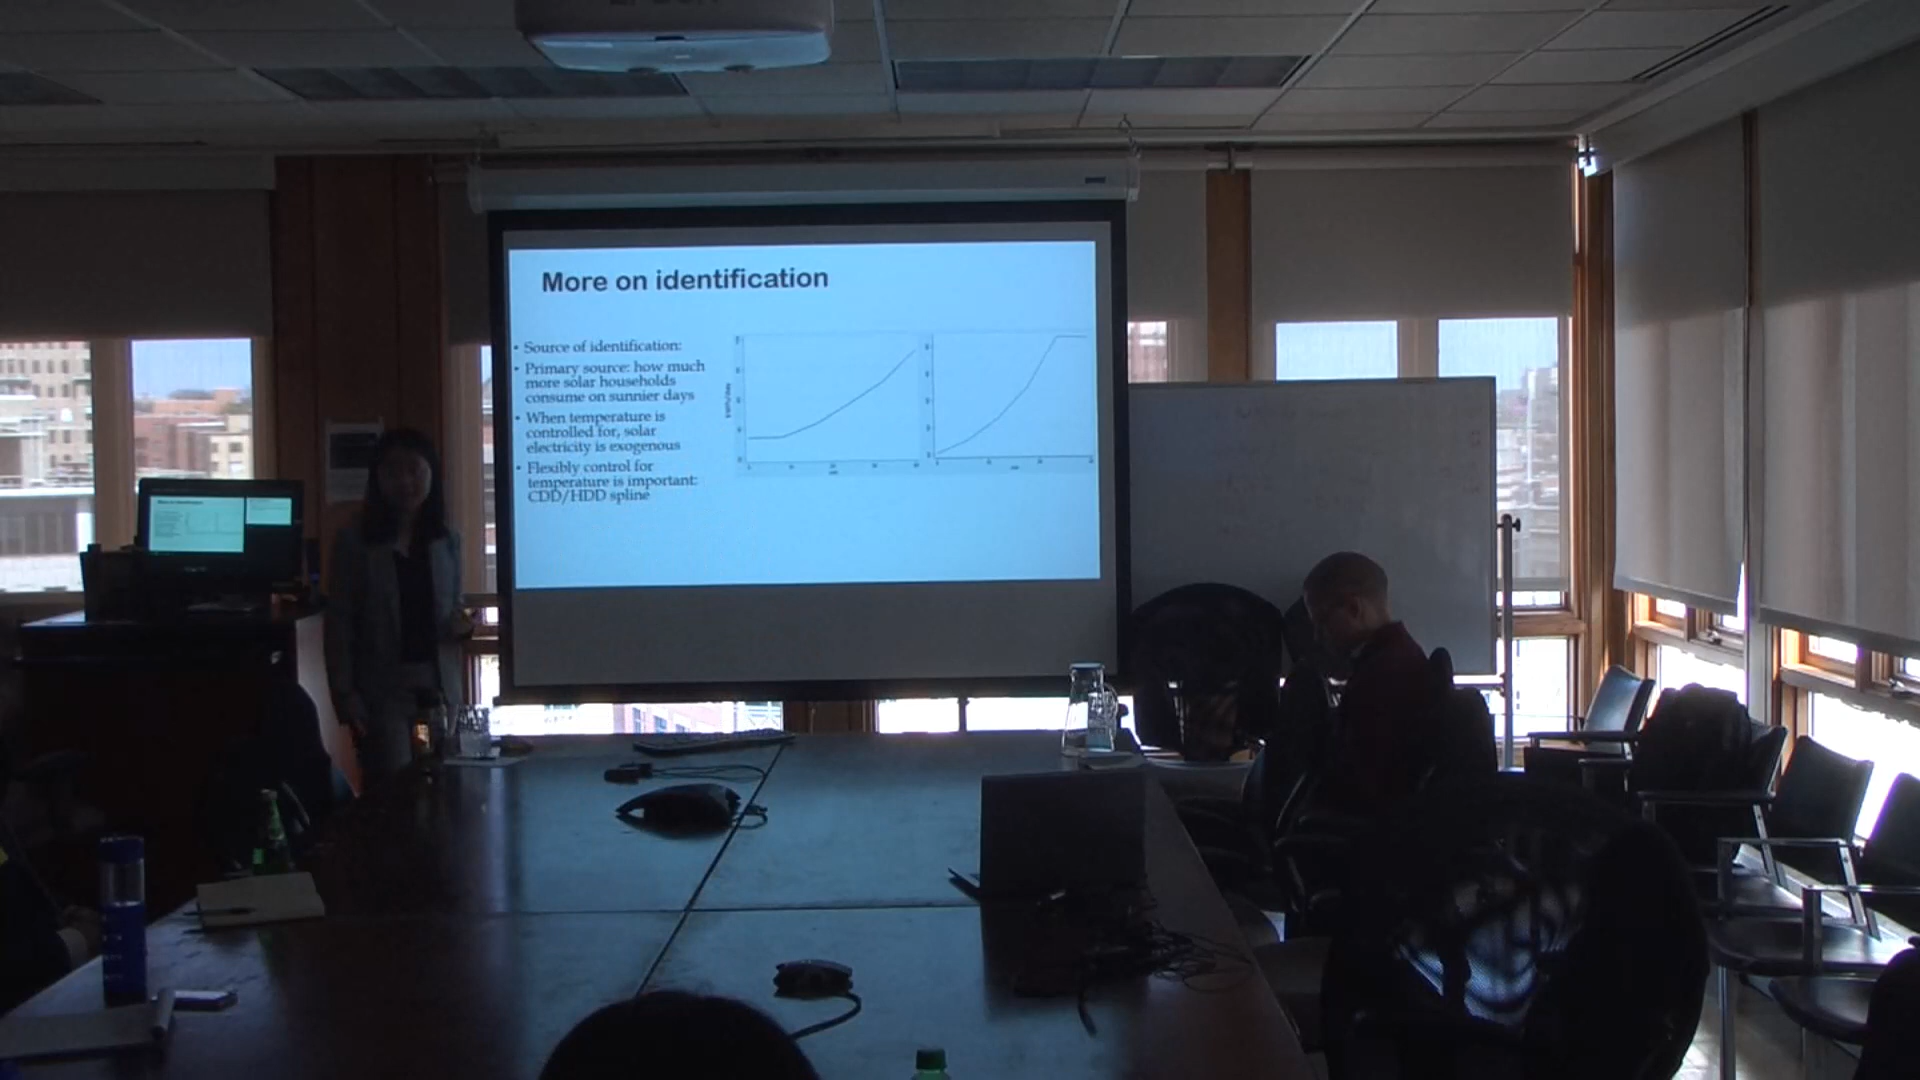 More on identification
• Source of identification:
• Primary source: how much
more solar households
consume on sunnier days
• When temperature is
controlled for, solar
electricity is exogenous
• Flexibly control for
temperature is important:
CDD/HDD spline